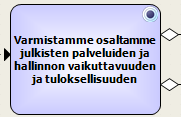 Varmistamme osaltamme
julkisten palveluiden ja
hallinnon vaikuttavuuden
ja tuloksellisuuden